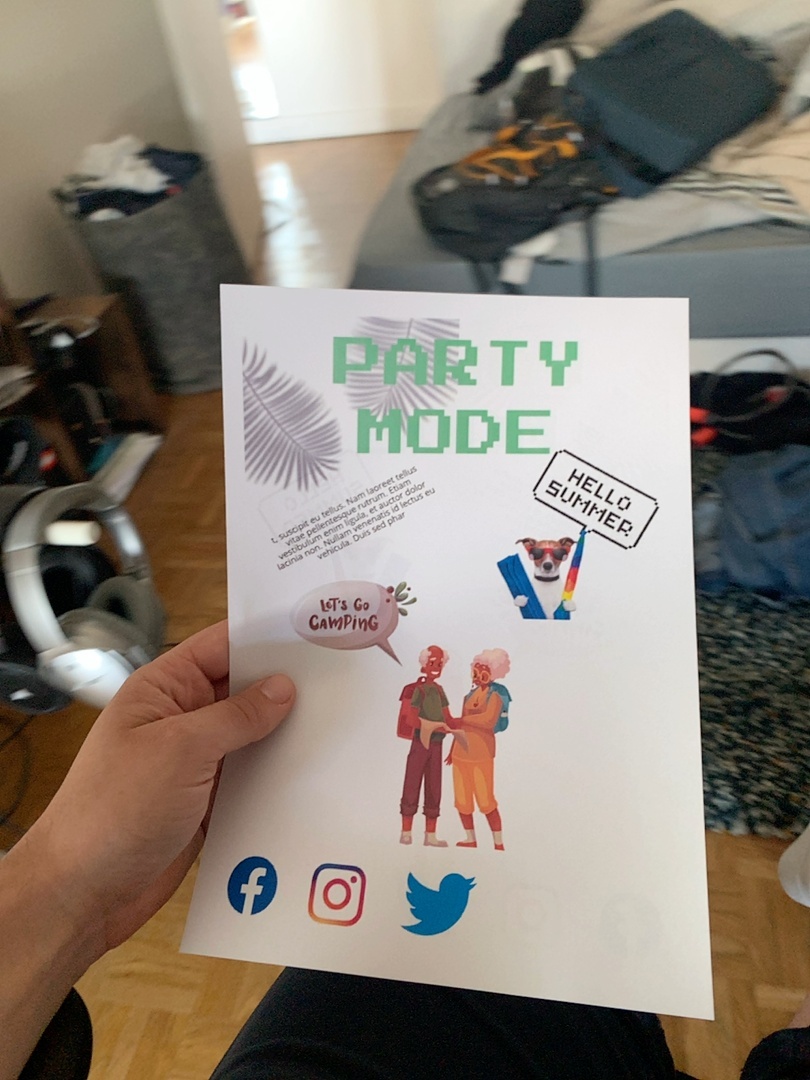 PARTY
MODE
HELLO
SUMMER
t, suscipit eu tellus. Nam laoreet tellus
vitae pellentesque rutrum. Etiam
vestibulum enim ligula, et auctor dolor
lacinia non. Nullam venenatis id lectus eu
vehicula. Duis sed phar
LET'S GO
CAMPING